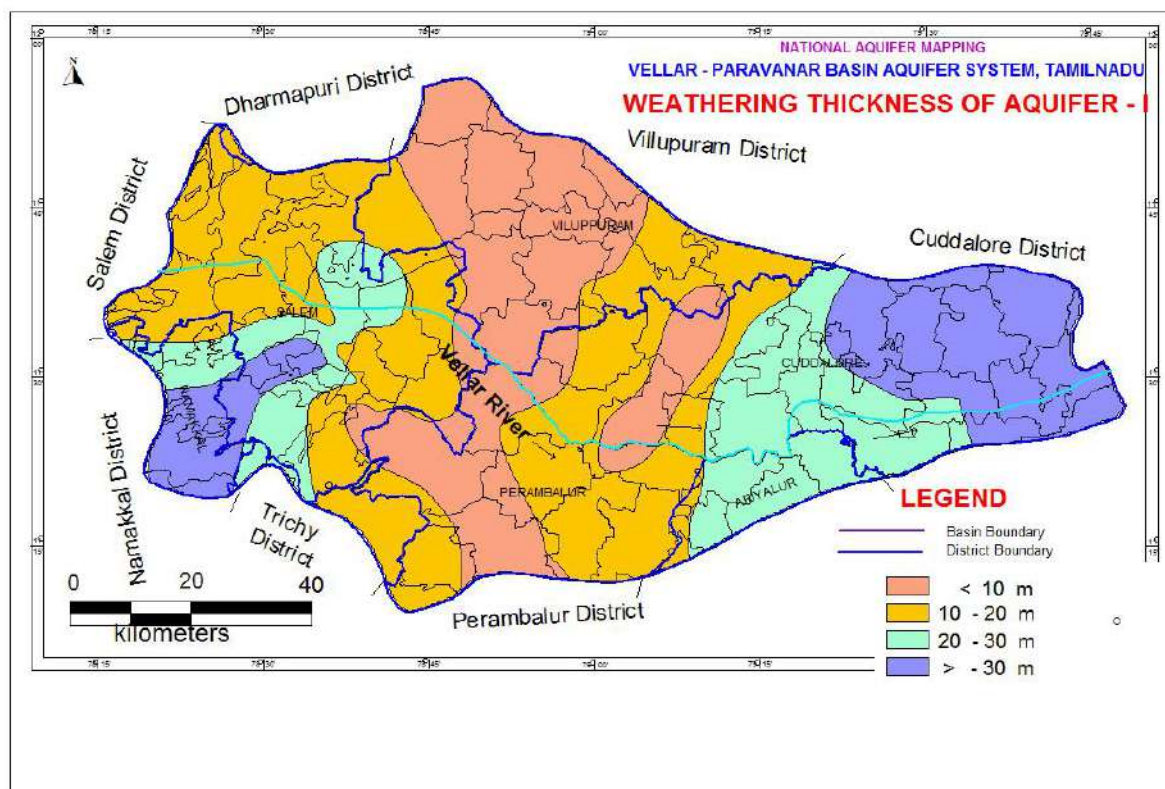 NATIONAL AQUIFER MAPPING
VELLAR - PARAVANAR BASIN AQUIFER SYSTEM, TAMILNADU
WEATHERING THICKNESS OF AQUIFER - I
N
Dharmapuri District
Villupuram District
Salem District
Cuddalore District
VILUPPURAM
SALEM
CUDDALORE
Vellar River
NAMAKKAL
Namakkal District
PERAMBALUR
ARIYALUR
Trichy
District
Perambalur District
LEGEND
Basin Boundary
District Boundary
< 10 m
10 - 20 m
20 - 30 m
> - 30 m
0 20 40
kilometers